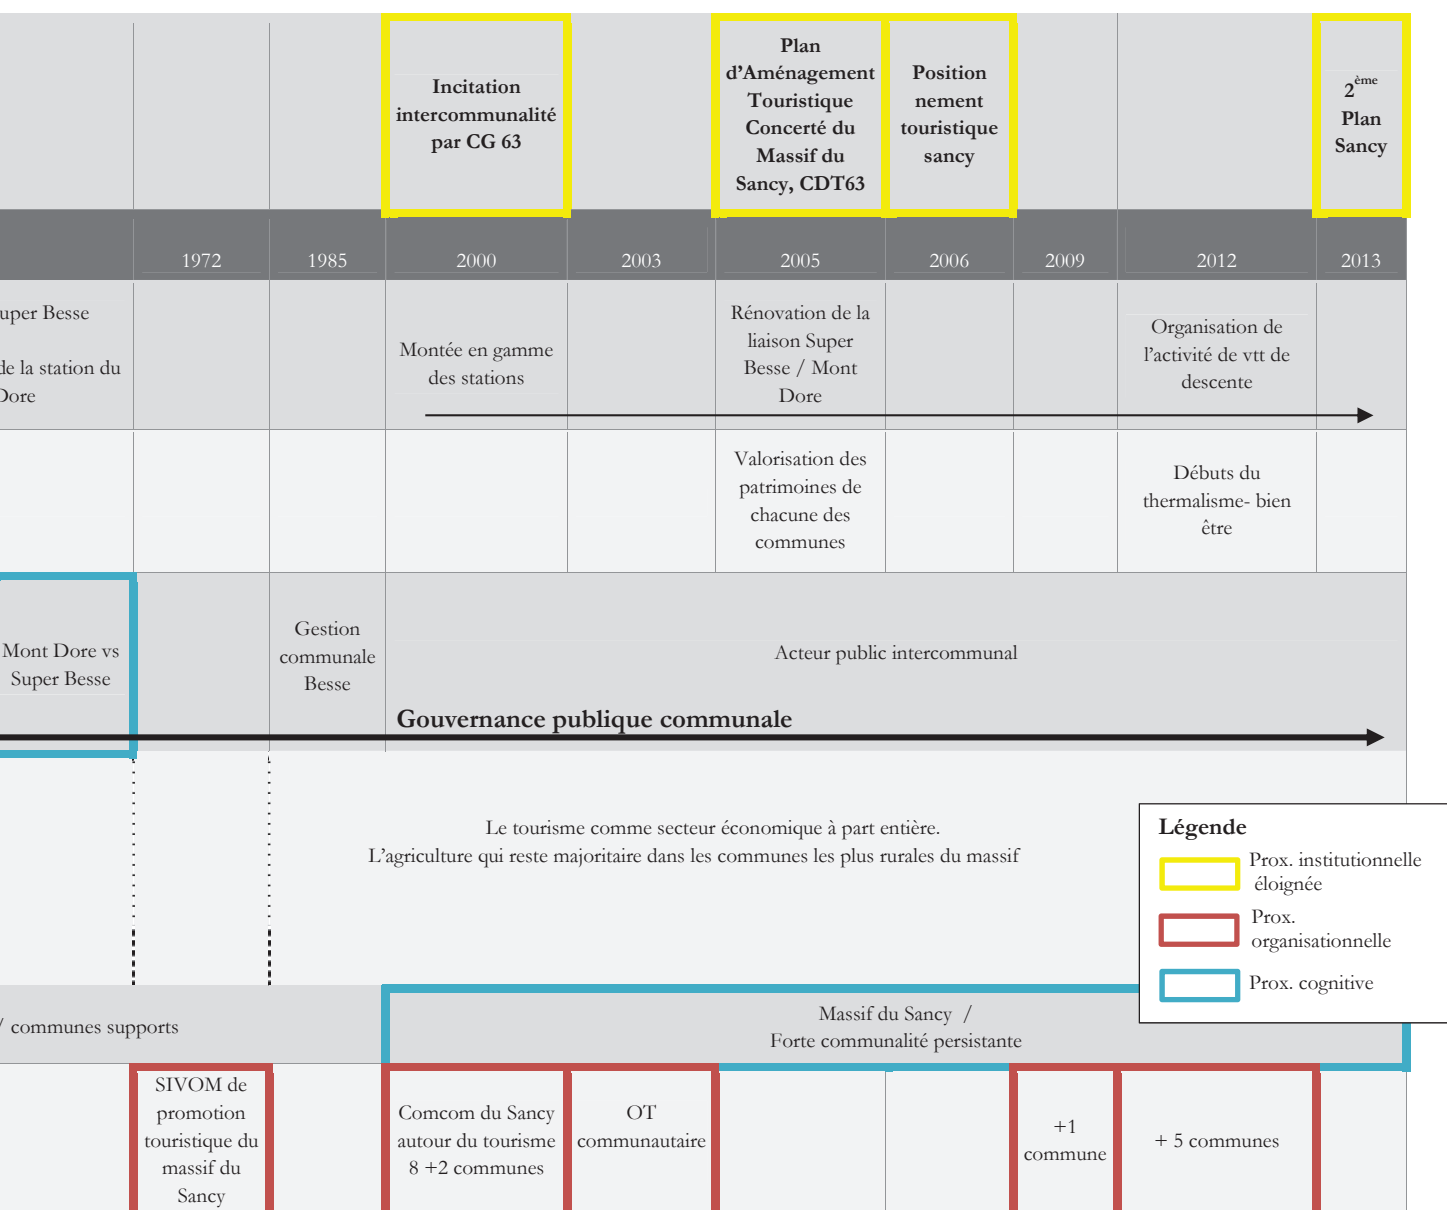 Incitation
intercommunalité
par CG 63
Plan
d'Aménagement
Touristique
Concerté du
Massif du
Sancy, CDT63
Position
nement
touristique
sancy
2ème
Plan
Sancy
1972
1985
2000
2003
2005
2006
2009
2012
2013
uper Besse
de la station du
Dore
Montée en gamme
des stations
Rénovation de la
liaison Super
Besse / Mont
Dore
Organisation de
l'activité de vtt de
descente
Valorisation des
patrimoines de
chacune des
communes
Débuts du
thermalisme- bien
être
Mont Dore vs
Super Besse
Gestion
communale
Besse
Acteur public intercommunal
Gouvernance publique communale
Le tourisme comme secteur économique à part entière.
L'agriculture qui reste majoritaire dans les communes les plus rurales du massif
Légende
Prox. institutionnelle
éloignée
Prox.
organisationnelle
Prox. cognitive
/ communes supports
Massif du Sancy /
Forte communalité persistante
SIVOM de
promotion
touristique du
massif du
Sancy
Comcom du Sancy
autour du tourisme
8 +2 communes
OT
communautaire
+1
commune
+ 5 communes